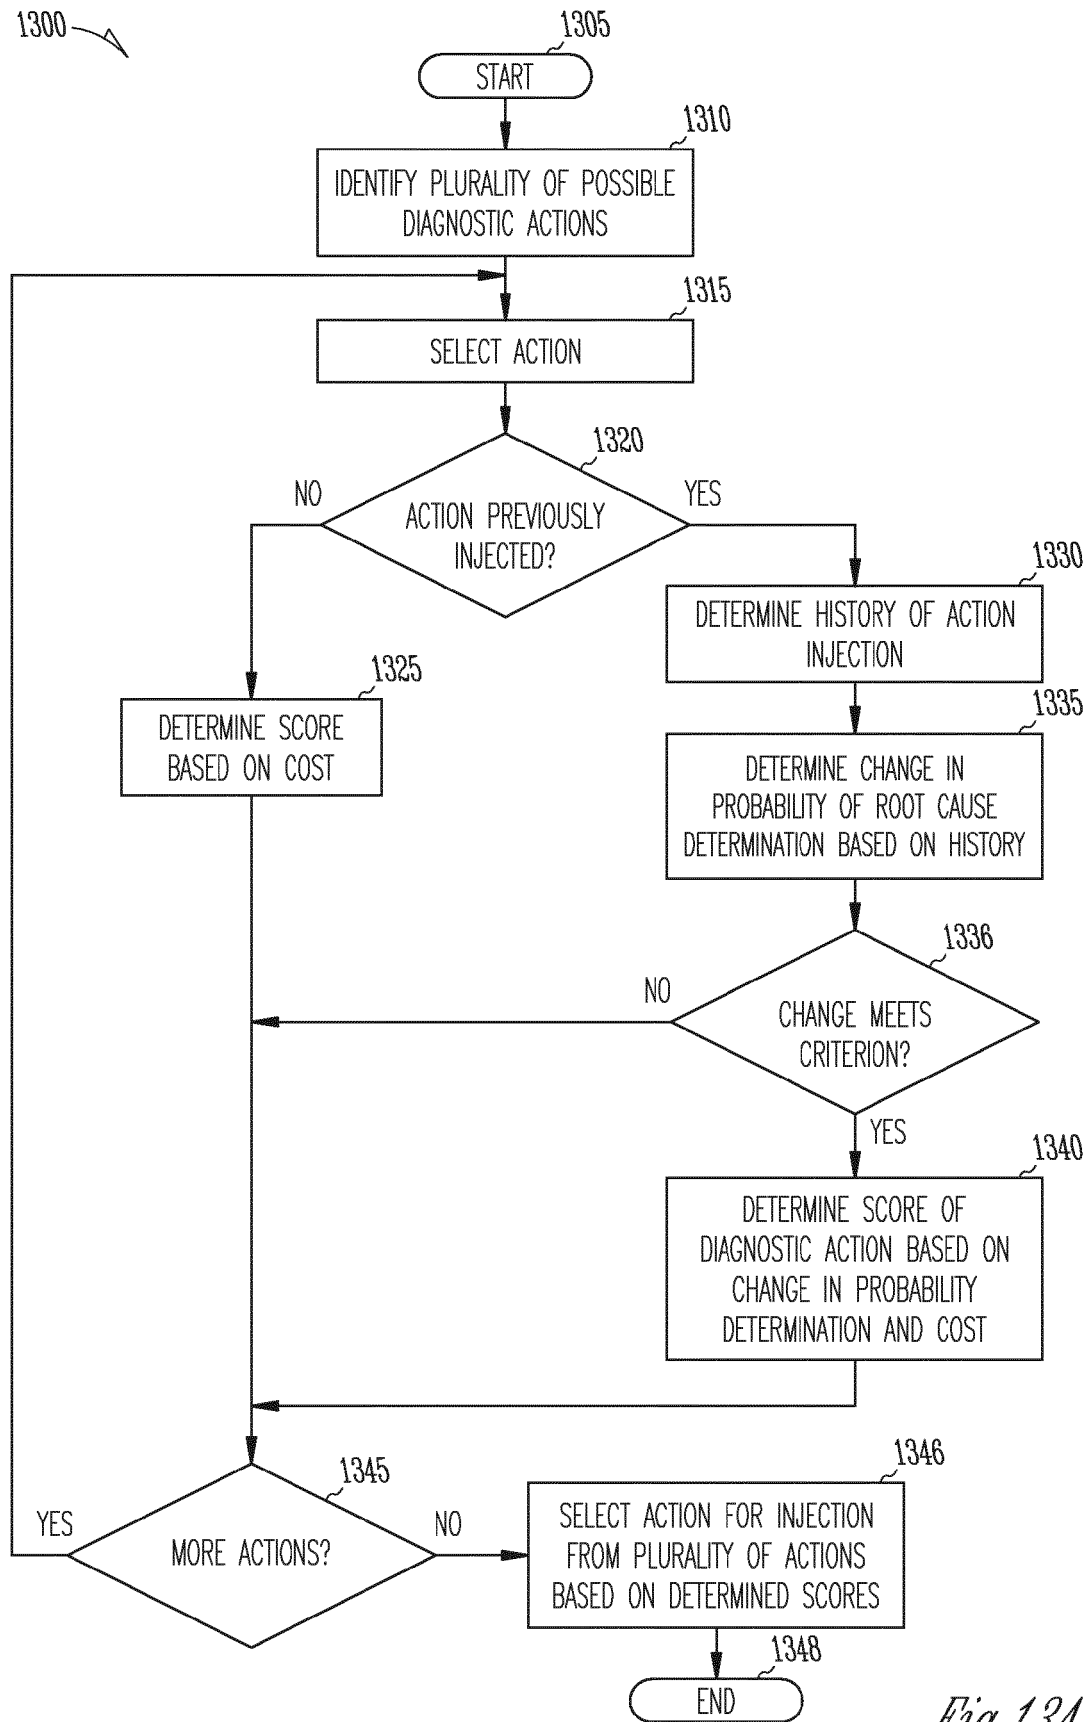 1300
1305
START
1310
IDENTIFY PLURALITY OF POSSIBLE
DIAGNOSTIC ACTIONS
1315
SELECT ACTION
1320
NO
YES
ACTION PREVIOUSLY
INJECTED?
1330
DETERMINE HISTORY OF ACTION
INJECTION
1325
DETERMINE SCORE
BASED ON COST
1335
DETERMINE CHANGE IN
PROBABILITY OF ROOT CAUSE
DETERMINATION BASED ON HISTORY
1336
NO
CHANGE MEETS
CRITERION?
YES
1340
DETERMINE SCORE OF
DIAGNOSTIC ACTION BASED ON
CHANGE IN PROBABILITY
DETERMINATION AND COST
1345
YES
NO
MORE ACTIONS?
1346
SELECT ACTION FOR INJECTION
FROM PLURALITY OF ACTIONS
BASED ON DETERMINED SCORES
1348
END
Fig. 13A